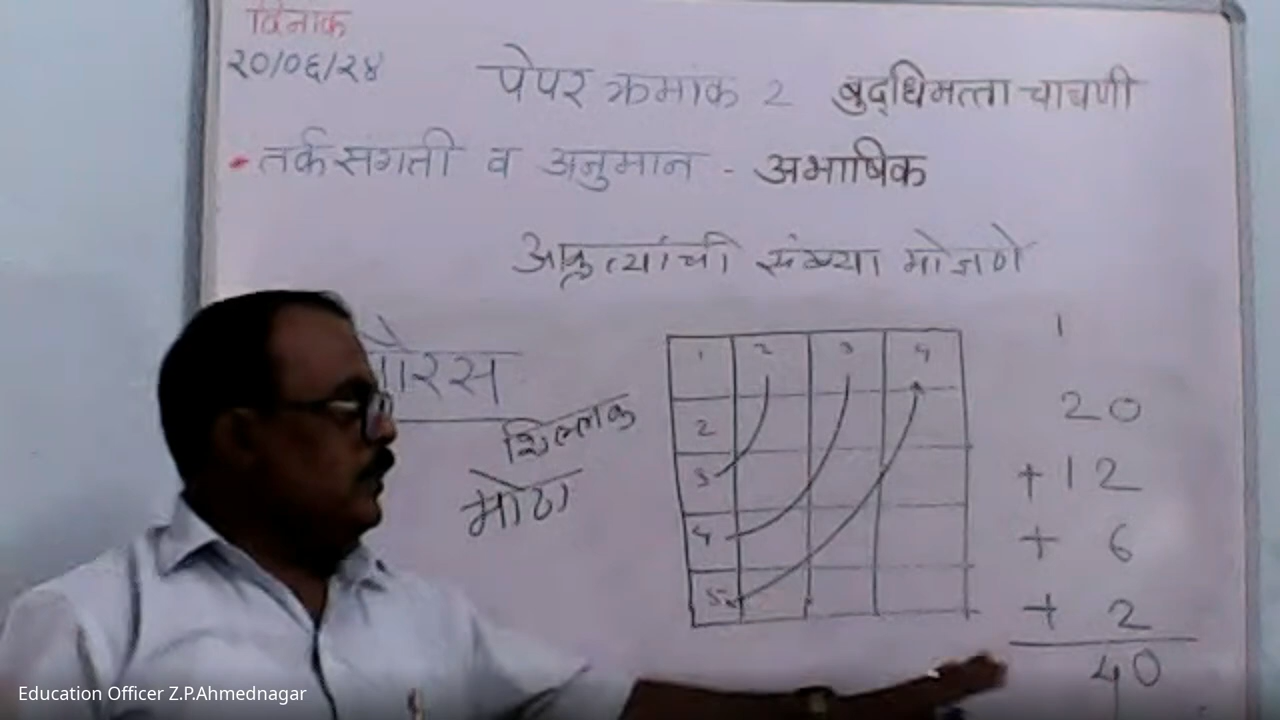 दिनांक
२०/०६/२४
पेपर क्रमांक 2 बुद्धिमत्ता चाचणी
• तर्कसंगती व अनुमान - अभाषिक
आकृत्यांची संख्या मोजणे
ौरस
शिल्लक
मोठा
1 2 3 4
2
3
4
5
1
20
+12
+ 6
+ 2
40
Education Officer Z.P.Ahmednagar